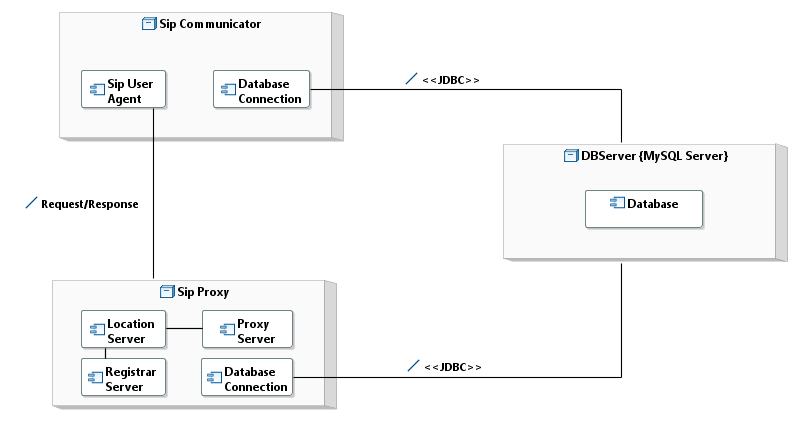 Sip Communicator
Sip User
Agent
Database
Connection
<<JDBC>>
DBServer {MySQL Server}
Database
Request/Response
Sip Proxy
Location
Server
Proxy
Server
Registrar
Server
Database
Connection
<<JDBC>>